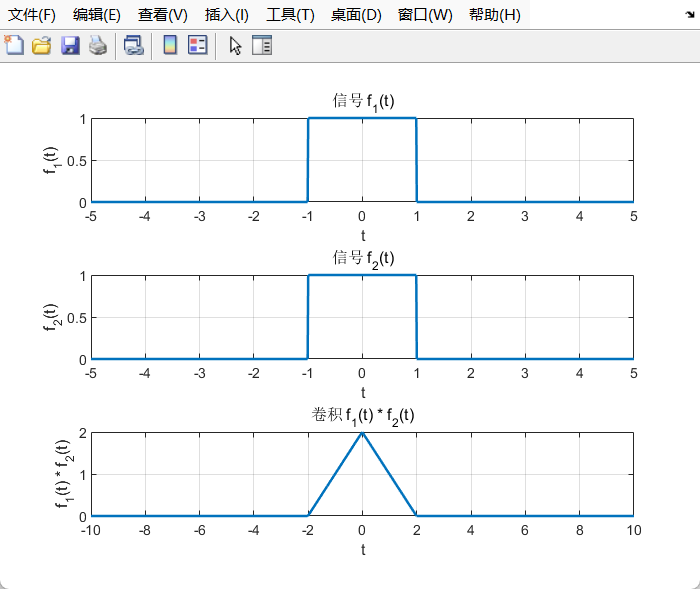 文件(F) 编辑(E) 查看(V) 插入(I) 工具(T) 桌面(D) 窗口(W) 帮助(H)
信号 f₁(t)
1
0.5
0
f₁(t)
-5 -4 -3 -2 -1 0 1 2 3 4 5
t
信号 f₂(t)
1
0.5
0
f₂(t)
-5 -4 -3 -2 -1 0 1 2 3 4 5
t
卷积 f₁(t) * f₂(t)
2
1
0
f₁(t) * f₂(t)
-10 -8 -6 -4 -2 0 2 4 6 8 10
t